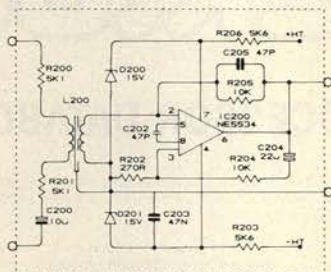 R206 5K6
+HT
C205 47P
R200
5K1
D200
15V
R205
10K
L200
IC200
NE5534
2
7
5
C202
47P
8
6
3
4
C204
22u
R202
270R
R204
10K
R201
5K1
C200
10u
D201
15V
C203
47N
R203
5K6
-HT